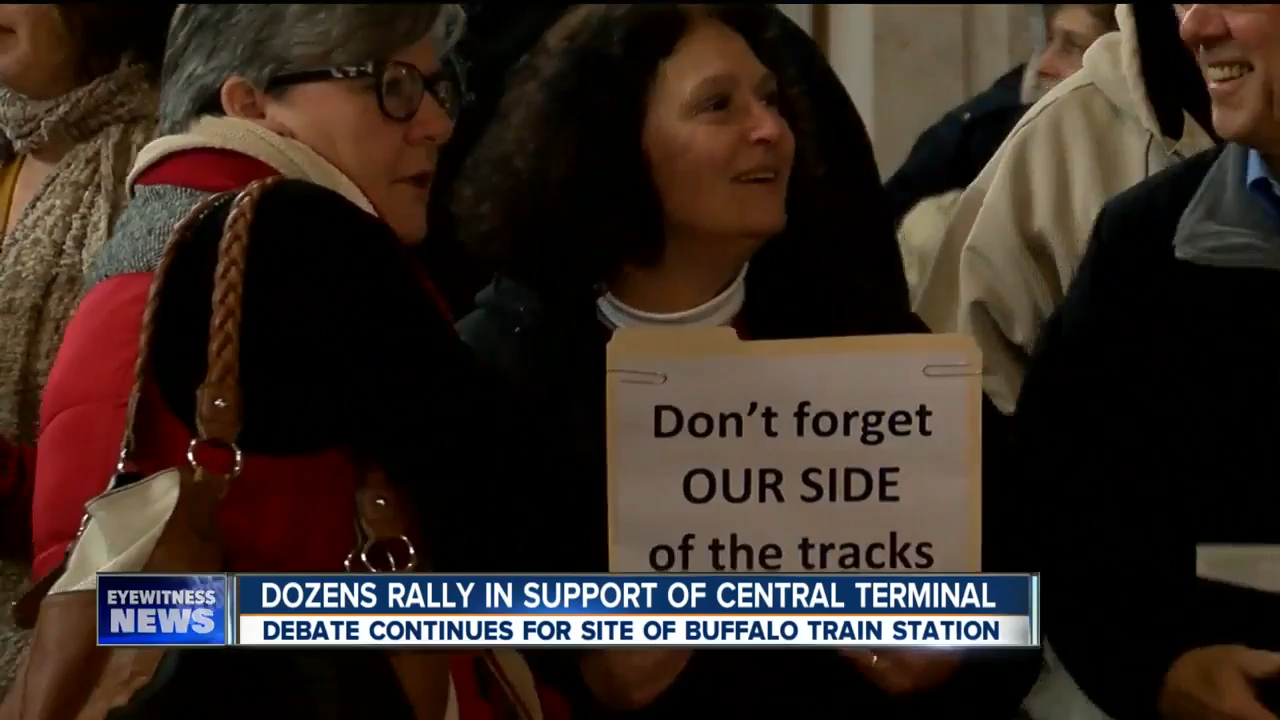 Don't forget
OUR SIDE
of the tracks
EYEWITNESS
NEWS
DOZENS RALLY IN SUPPORT OF CENTRAL TERMINAL
DEBATE CONTINUES FOR SITE OF BUFFALO TRAIN STATION